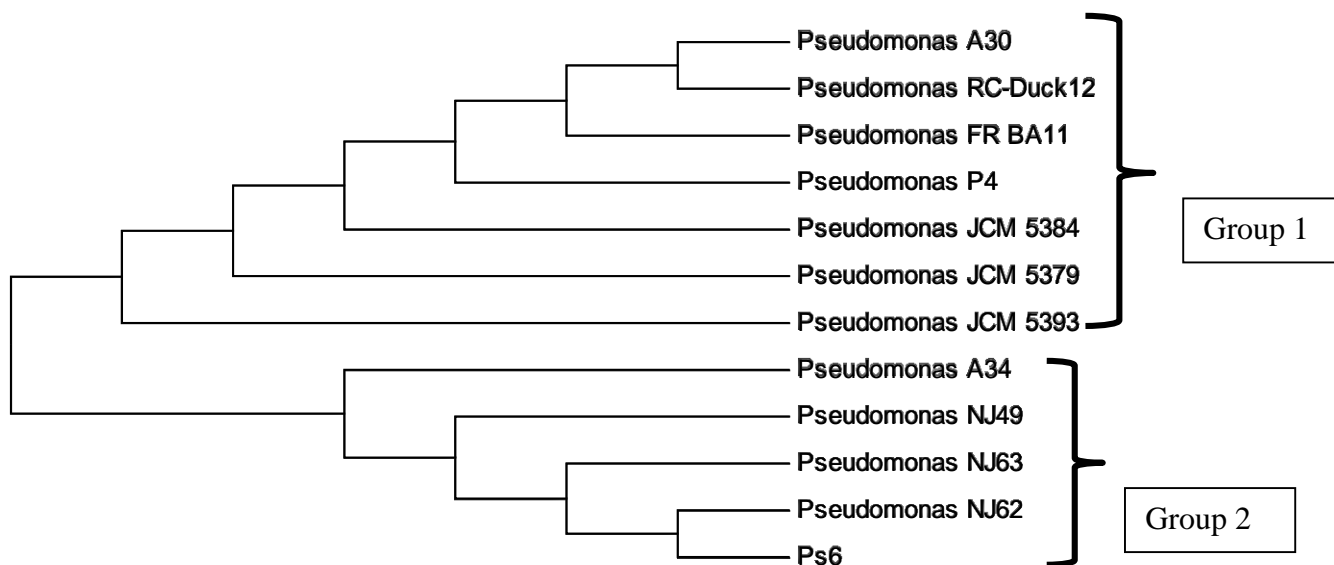 Pseudomonas A30
Pseudomonas RC-Duck12
Pseudomonas FR BA11
Pseudomonas P4
Pseudomonas JCM 5384
Pseudomonas JCM 5379
Pseudomonas JCM 5393
Group 1
Pseudomonas A34
Pseudomonas NJ49
Pseudomonas NJ63
Pseudomonas NJ62
Ps6
Group 2